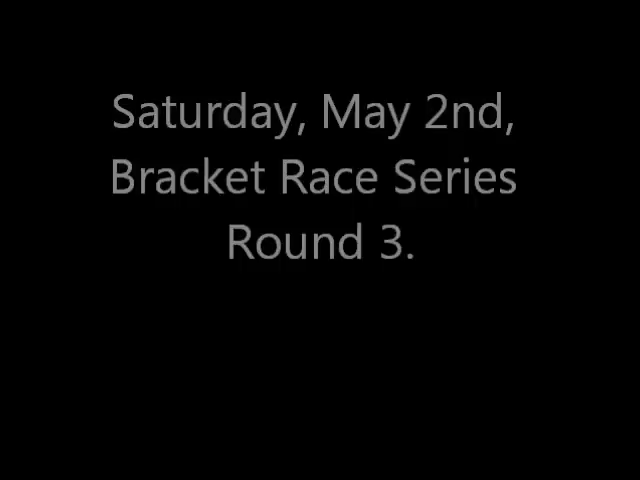 Saturday, May 2nd,
Bracket Race Series
Round 3.